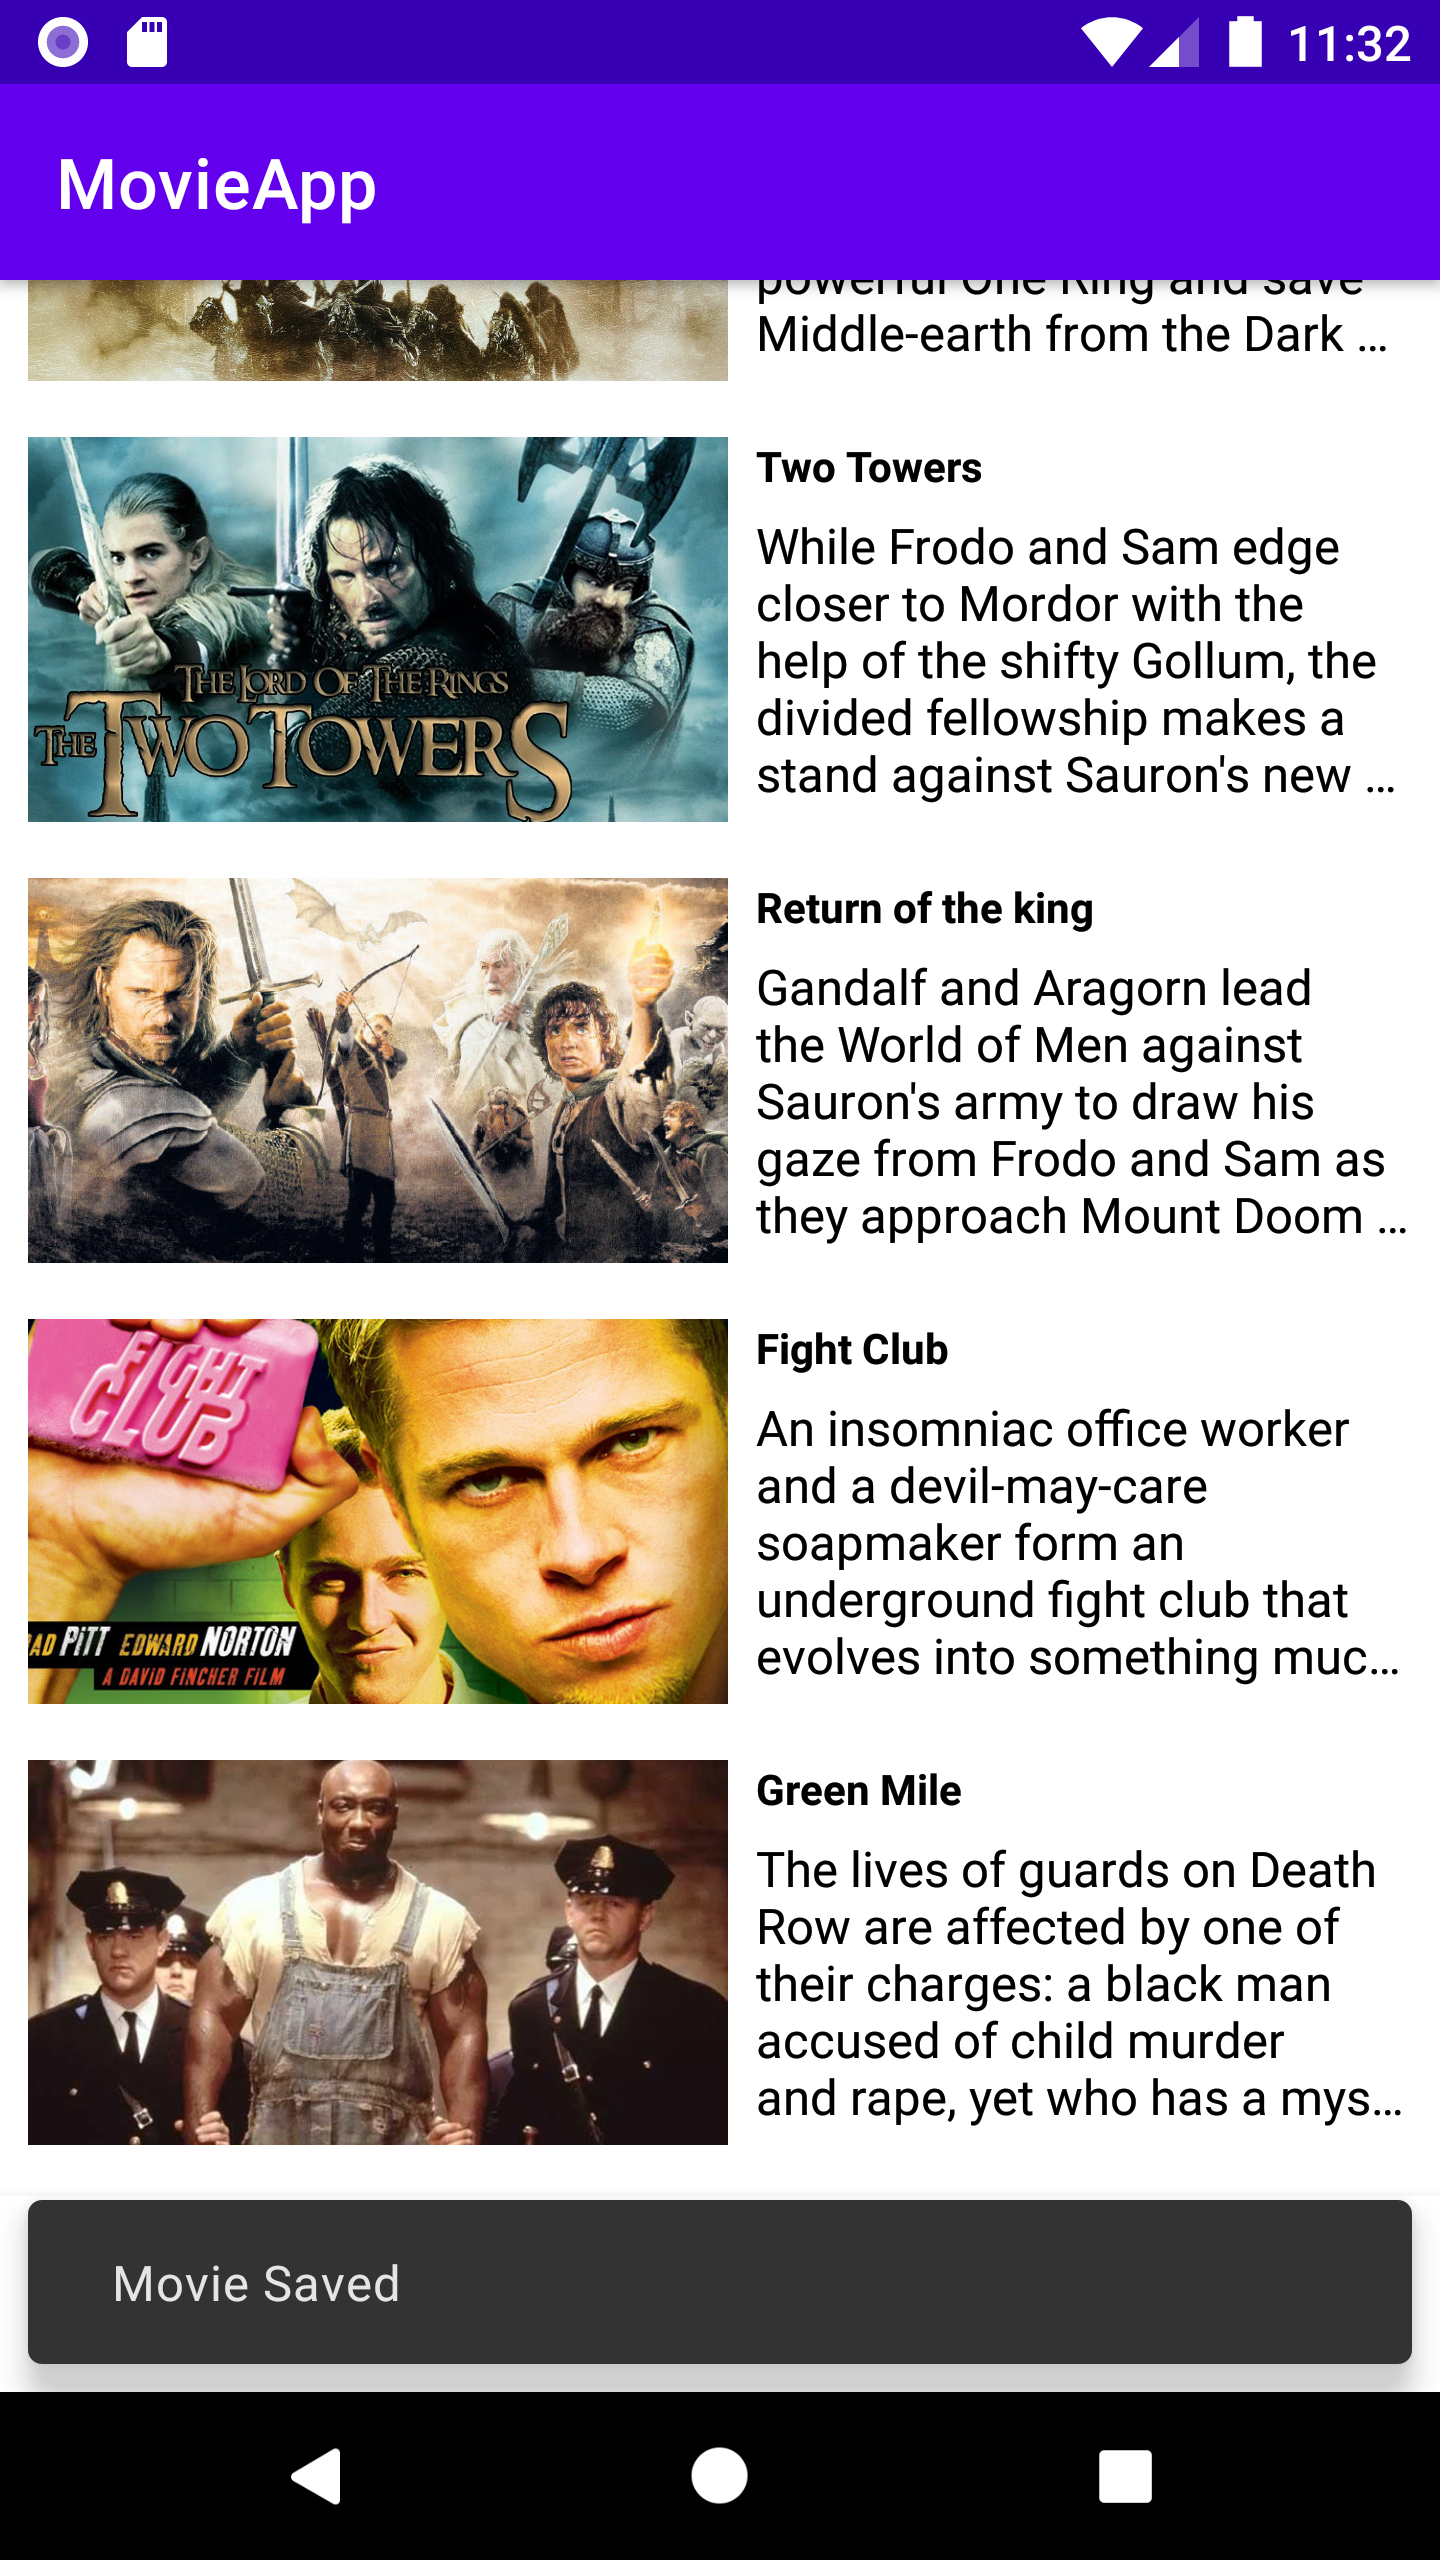 11:32
MovieApp
powerful One Ring and save
Middle-earth from the Dark ...
THE LORD OF THE RINGS
THE TWO TOWERS
Two Towers
While Frodo and Sam edge
closer to Mordor with the
help of the shifty Gollum, the
divided fellowship makes a
stand against Sauron's new ...
Return of the king
Gandalf and Aragorn lead
the World of Men against
Sauron's army to draw his
gaze from Frodo and Sam as
they approach Mount Doom ...
FIGHT
CLUB
AD PITT EDWARD NORTON
A DAVID FINCHER FILM
Fight Club
An insomniac office worker
and a devil-may-care
soapmaker form an
underground fight club that
evolves into something muc...
Green Mile
The lives of guards on Death
Row are affected by one of
their charges: a black man
accused of child murder
and rape, yet who has a mys...
Movie Saved